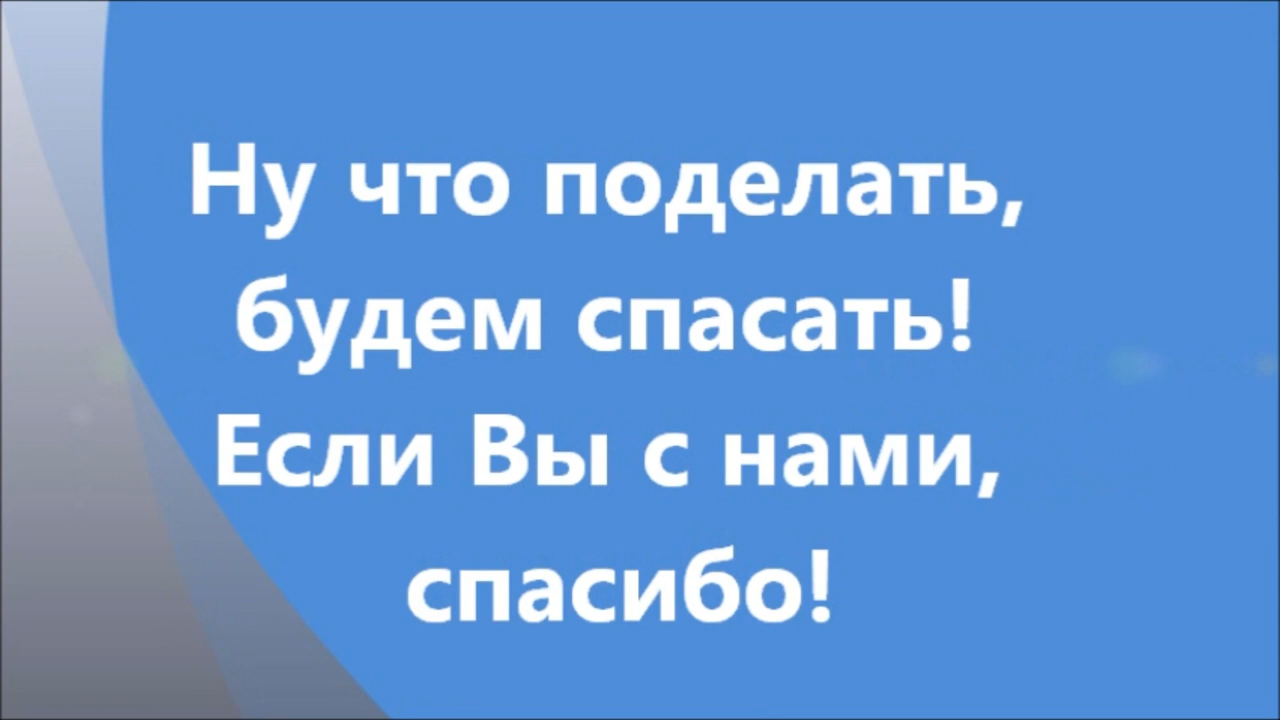 Ну что поделать,
будем спасать!
Если Вы с нами,
спасибо!